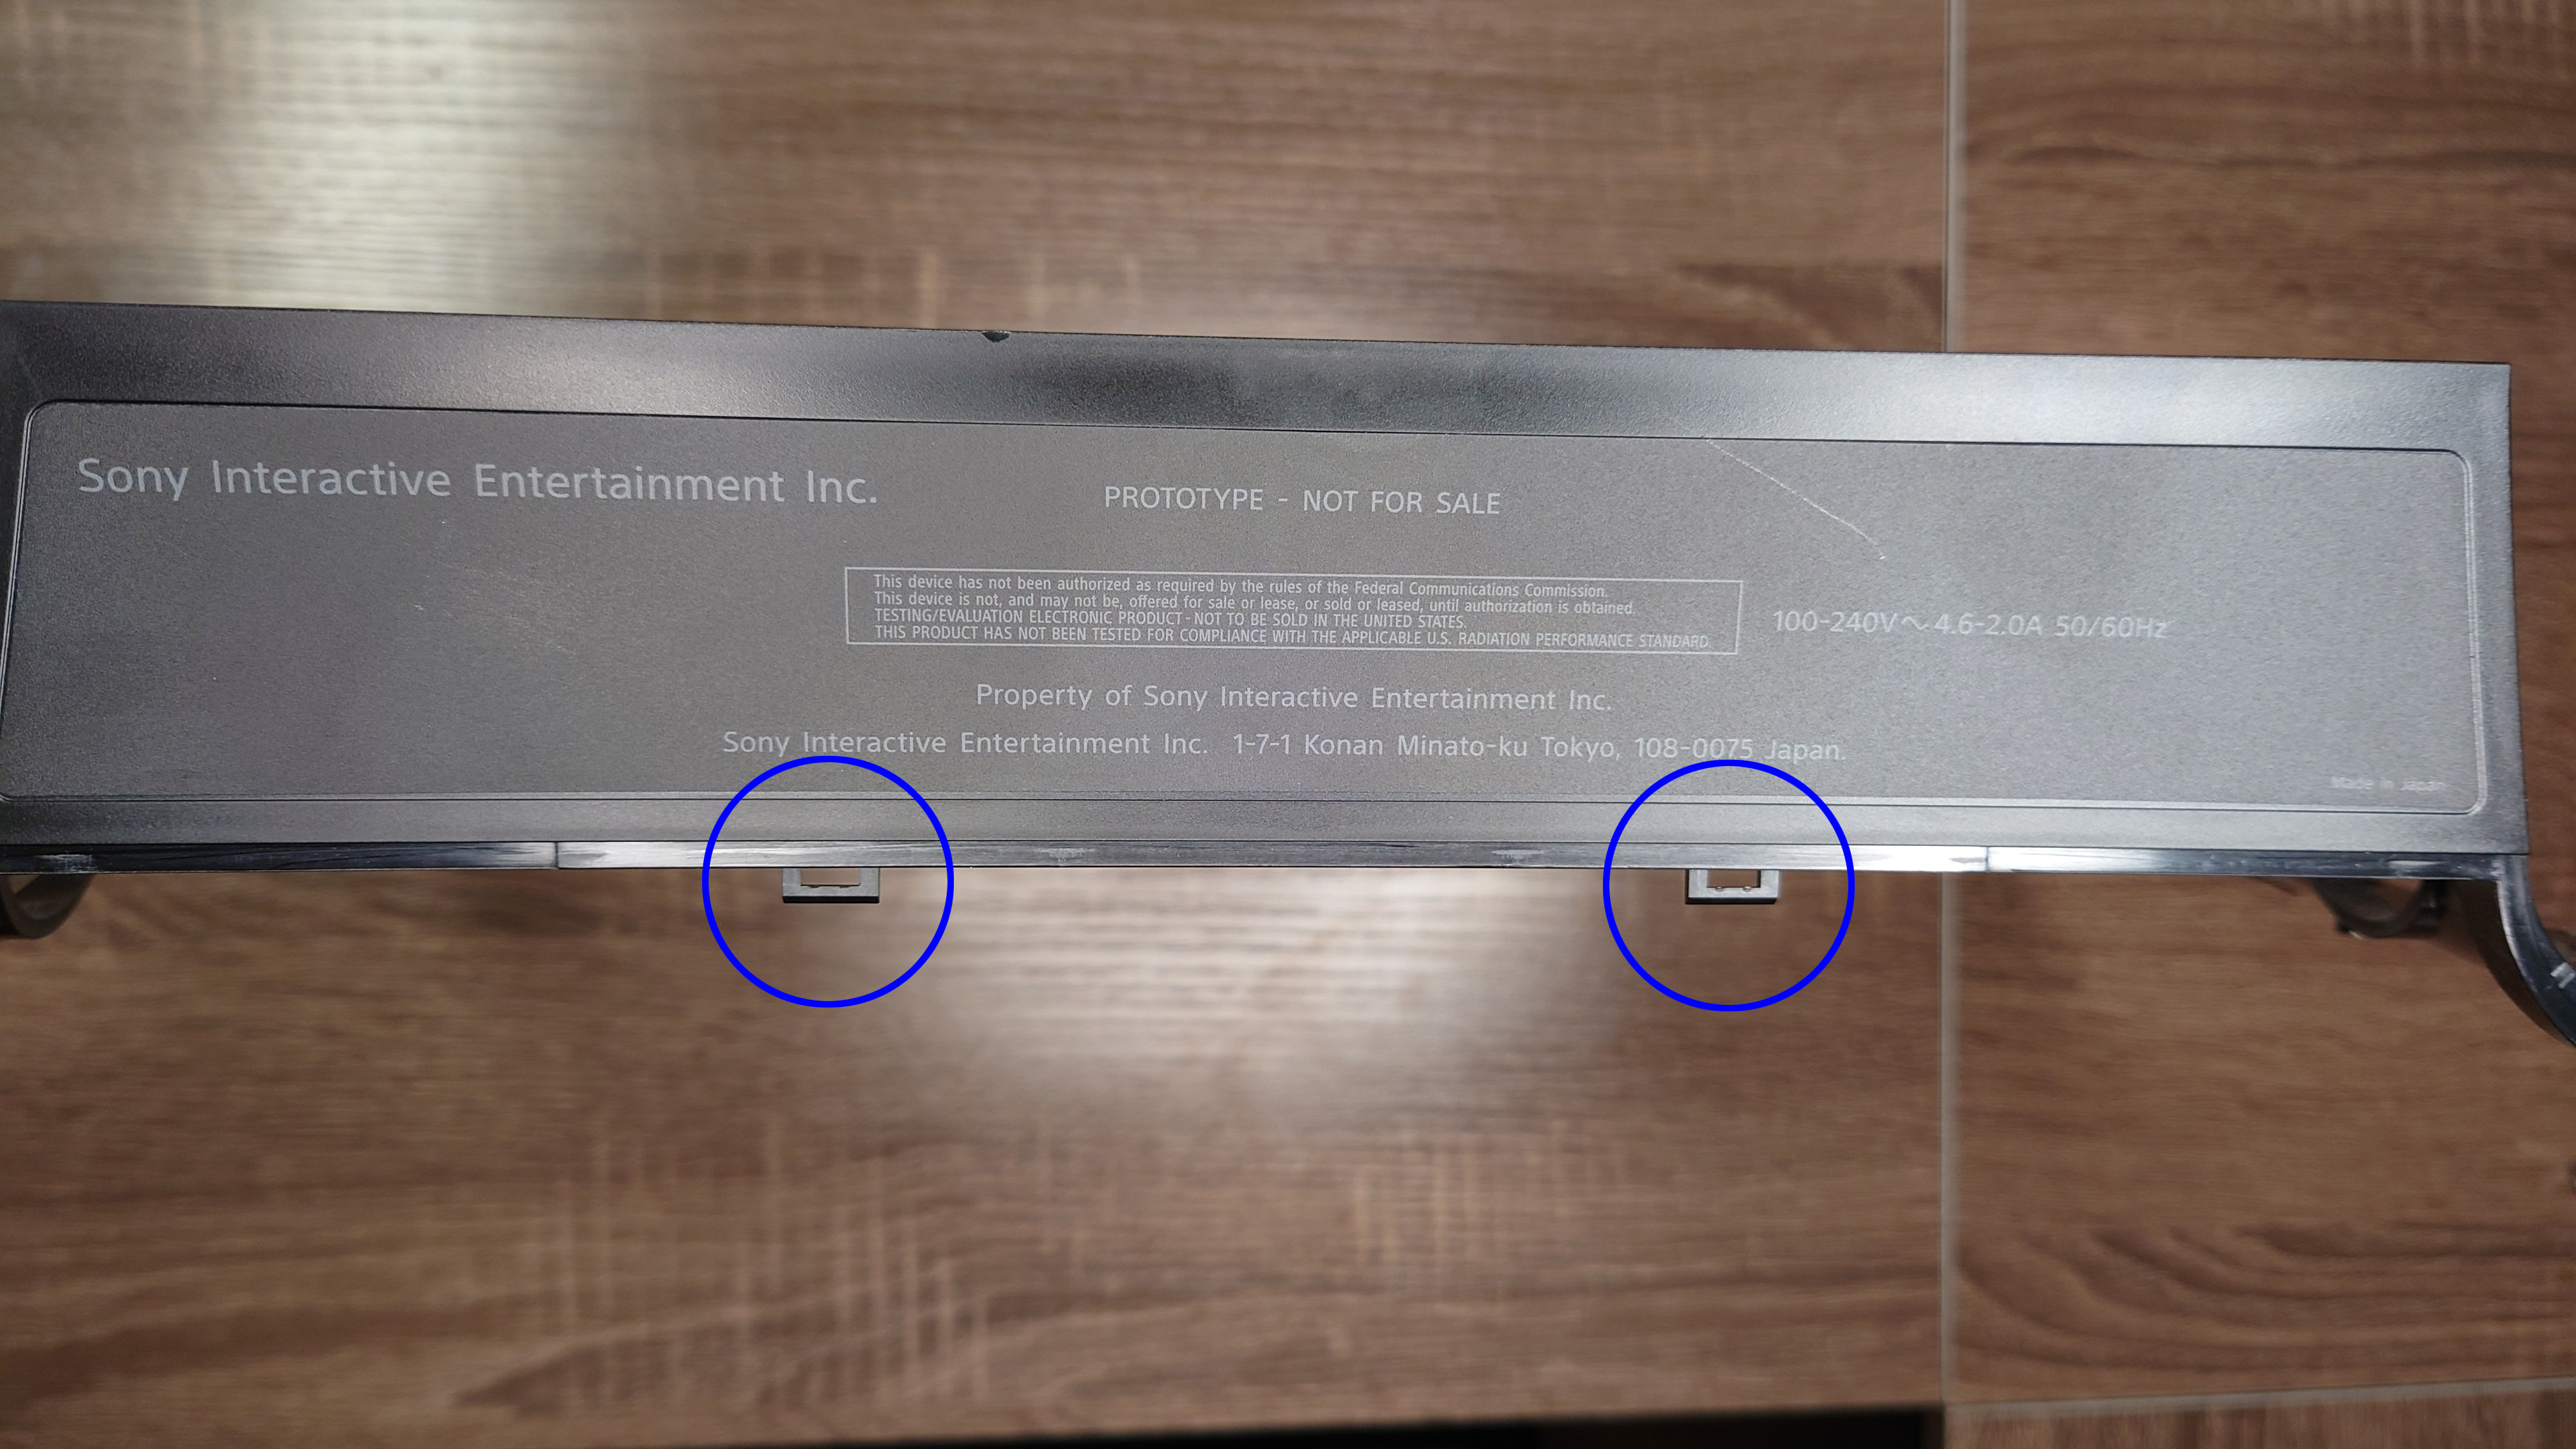 Sony Interactive Entertainment Inc.
PROTOTYPE - NOT FOR SALE
This device has not been authorized as required by the rules of the Federal Communications Commission.
This device is not, and may not be, offered for sale or lease, or sold or leased, until authorization is obtained.
TESTING/EVALUATION ELECTRONIC PRODUCT - NOT TO BE SOLD IN THE UNITED STATES.
THIS PRODUCT HAS NOT BEEN TESTED FOR COMPLIANCE WITH THE APPLICABLE U.S. RADIATION PERFORMANCE STANDARD
100-240V～ 4.6-2.0A 50/60Hz
Property of Sony Interactive Entertainment Inc.
Sony Interactive Entertainment Inc. 1-7-1 Konan Minato-ku Tokyo, 108-0075 Japan.
Made in Japan